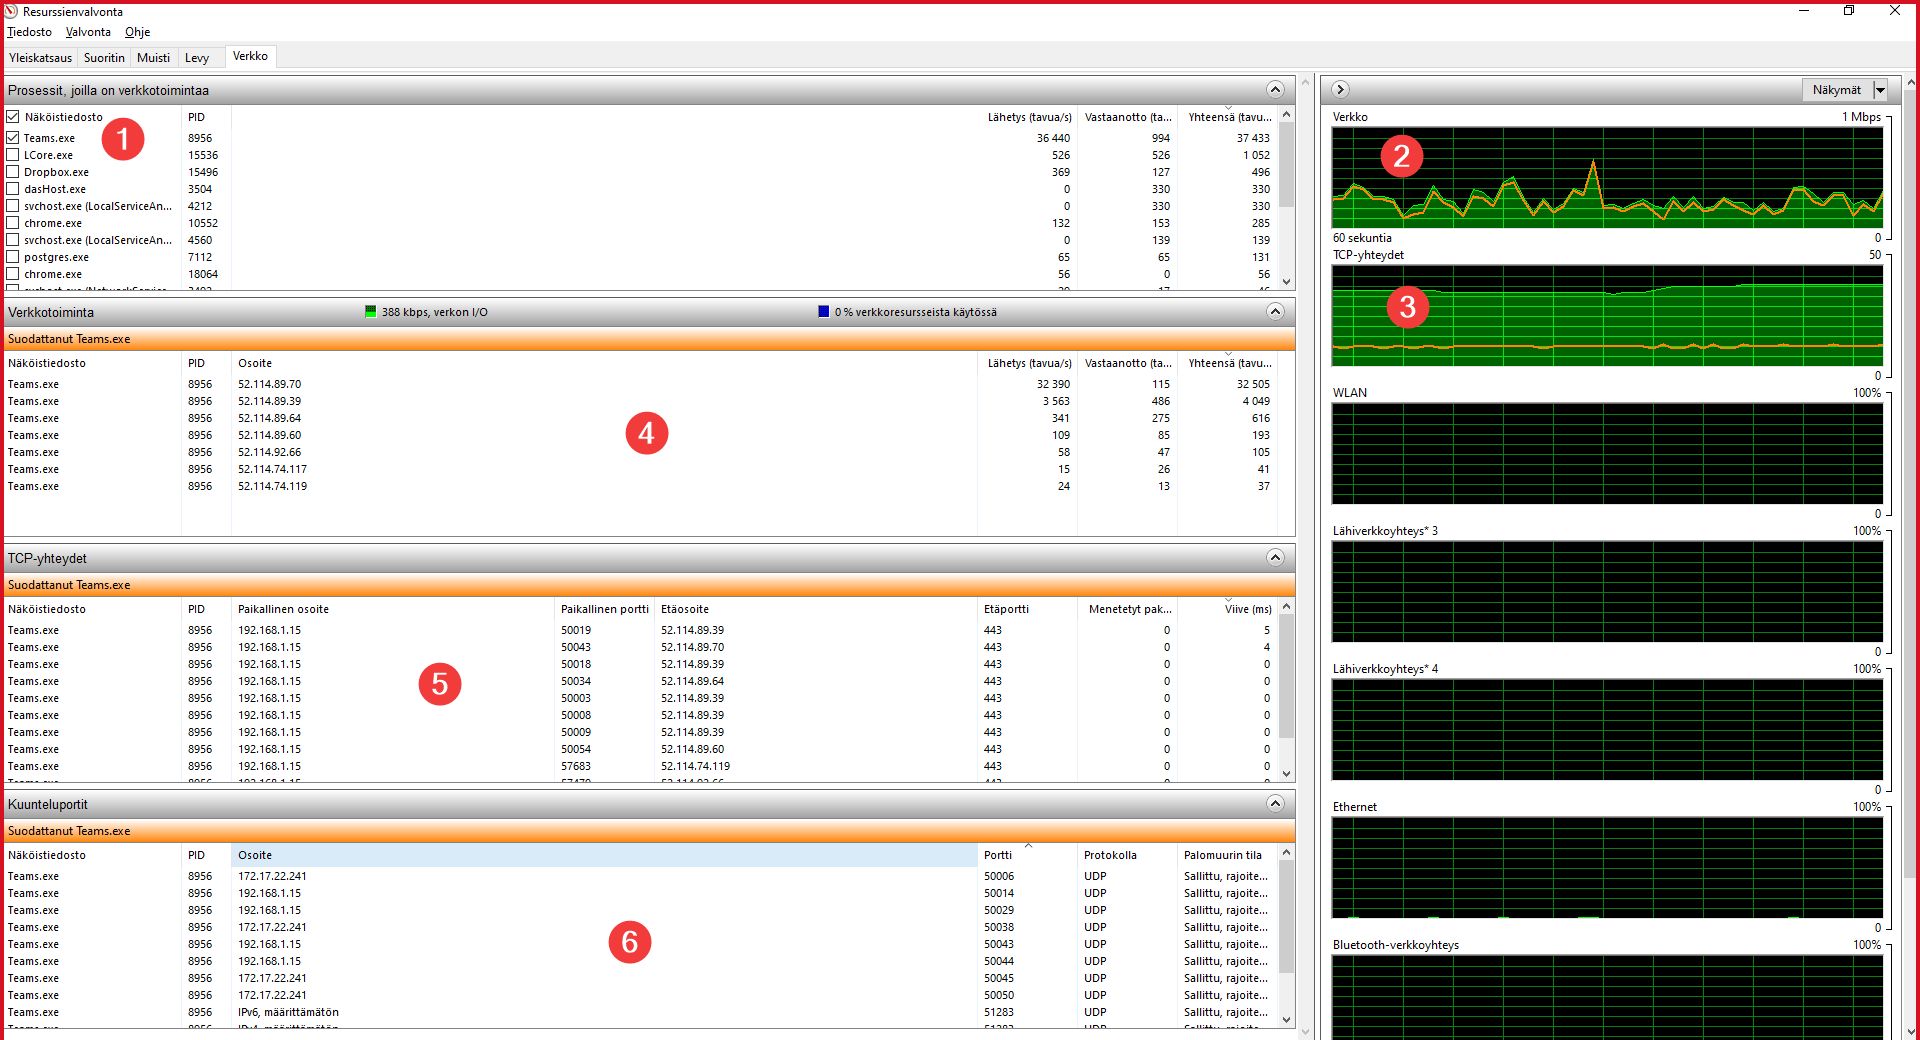 Resurssienvalvonta
Tiedosto Valvonta Ohje
Yleiskatsaus Suoritin Muisti Levy Verkko
Prosessit, joilla on verkkotoimintaa
Näköistiedosto PID Lähetys (tavua/s) Vastaanotto (ta... Yhteensä (tavu...
Teams.exe 8956 36 440 994 37 433
LCore.exe 15536 526 526 1 052
Dropbox.exe 15496 369 127 496
dasHost.exe 3504 0 330 330
svchost.exe (LocalServiceAn... 4212 0 330 330
chrome.exe 10552 132 153 285
svchost.exe (LocalServiceAn... 4560 0 139 139
postgres.exe 7112 65 65 131
chrome.exe 18064 56 0 56
1
Verkkotoiminta 388 kbps, verkon I/O 0 % verkkoresursseista käytössä
Suodattanut Teams.exe
Näköistiedosto PID Osoite Lähetys (tavua/s) Vastaanotto (ta... Yhteensä (tavu...
Teams.exe 8956 52.114.89.70 32 390 115 32 505
Teams.exe 8956 52.114.89.39 3 563 486 4 049
Teams.exe 8956 52.114.89.64 341 275 616
Teams.exe 8956 52.114.89.60 109 85 193
Teams.exe 8956 52.114.92.66 58 47 105
Teams.exe 8956 52.114.74.117 15 26 41
Teams.exe 8956 52.114.74.119 24 13 37
4
TCP-yhteydet
Suodattanut Teams.exe
Näköistiedosto PID Paikallinen osoite Paikallinen portti Etäosoite Etäportti Menetetyt pak... Viive (ms)
Teams.exe 8956 192.168.1.15 50019 52.114.89.39 443 0 5
Teams.exe 8956 192.168.1.15 50043 52.114.89.70 443 0 4
Teams.exe 8956 192.168.1.15 50018 52.114.89.39 443 0 0
Teams.exe 8956 192.168.1.15 50034 52.114.89.64 443 0 0
Teams.exe 8956 192.168.1.15 50003 52.114.89.39 443 0 0
Teams.exe 8956 192.168.1.15 50008 52.114.89.39 443 0 0
Teams.exe 8956 192.168.1.15 50009 52.114.89.39 443 0 0
Teams.exe 8956 192.168.1.15 50054 52.114.89.60 443 0 0
Teams.exe 8956 192.168.1.15 57683 52.114.74.119 443 0 0
5
Kuunteluportit
Suodattanut Teams.exe
Näköistiedosto PID Osoite Portti Protokolla Palomuurin tila
Teams.exe 8956 172.17.22.241 50006 UDP Sallittu, rajoite...
Teams.exe 8956 192.168.1.15 50014 UDP Sallittu, rajoite...
Teams.exe 8956 192.168.1.15 50029 UDP Sallittu, rajoite...
Teams.exe 8956 172.17.22.241 50038 UDP Sallittu, rajoite...
Teams.exe 8956 192.168.1.15 50043 UDP Sallittu, rajoite...
Teams.exe 8956 192.168.1.15 50044 UDP Sallittu, rajoite...
Teams.exe 8956 172.17.22.241 50045 UDP Sallittu, rajoite...
Teams.exe 8956 172.17.22.241 50050 UDP Sallittu, rajoite...
Teams.exe 8956 IPv6, määrittämätön 51283 UDP Sallittu, rajoite...
6
Näkymät
Verkko 1 Mbps
2
60 sekuntia 0
TCP-yhteydet 50
3
0
WLAN 100%
0
Lähiverkkoyhteys* 3 100%
0
Lähiverkkoyhteys* 4 100%
0
Ethernet 100%
0
Bluetooth-verkkoyhteys 100%